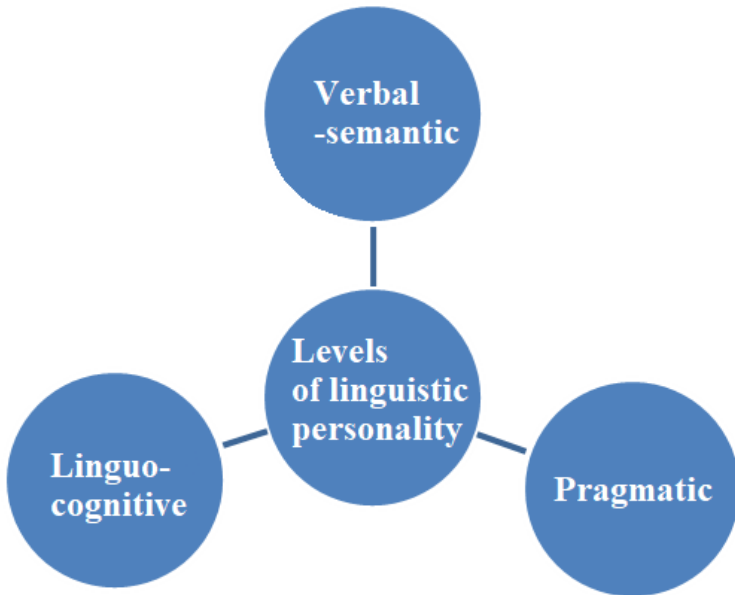 Verbal
-semantic
Levels
of linguistic
personality
Linguo-
cognitive
Pragmatic